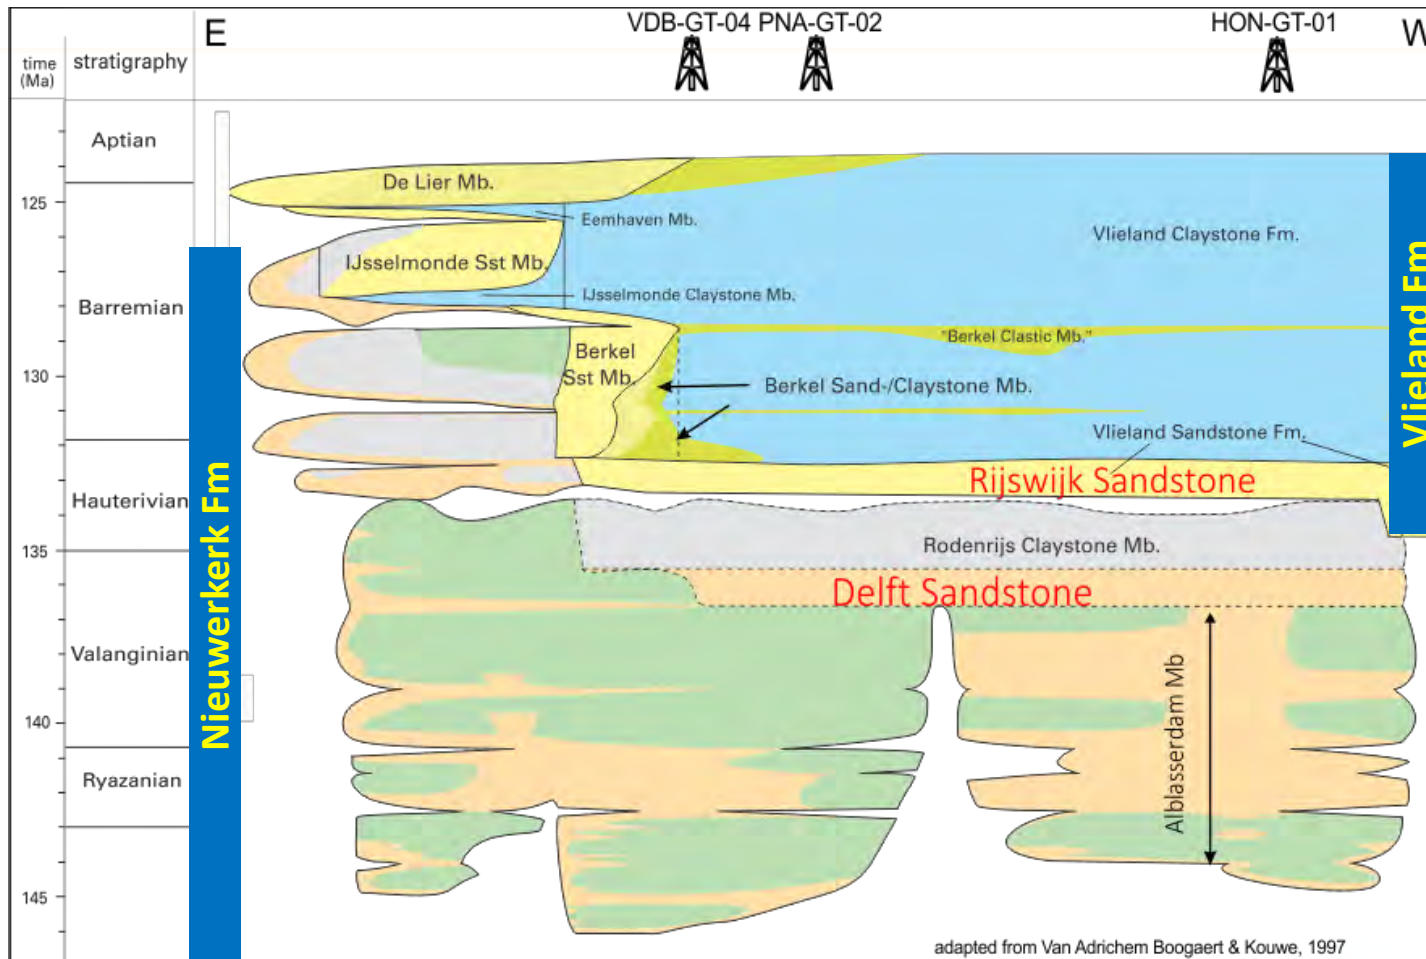 E
VDB-GT-04 PNA-GT-02
HON-GT-01
W
time
(Ma)
stratigraphy
Aptian
De Lier Mb.
125
Eemhaven Mb.
Vlieland Claystone Fm.
IJsselmonde Sst Mb.
IJsselmonde Claystone Mb.
Barremian
"Berkel Clastic Mb."
Berkel
Sst Mb.
130
Berkel Sand-/Claystone Mb.
Vlieland Fm
Vlieland Sandstone Fm.
Rijswijk Sandstone
Hauterivian
135
Rodenrijs Claystone Mb.
Delft Sandstone
Nieuwerkerk Fm
Valanginian
140
Alblasserdam Mb
Ryazanian
145
adapted from Van Adrichem Boogaert & Kouwe, 1997